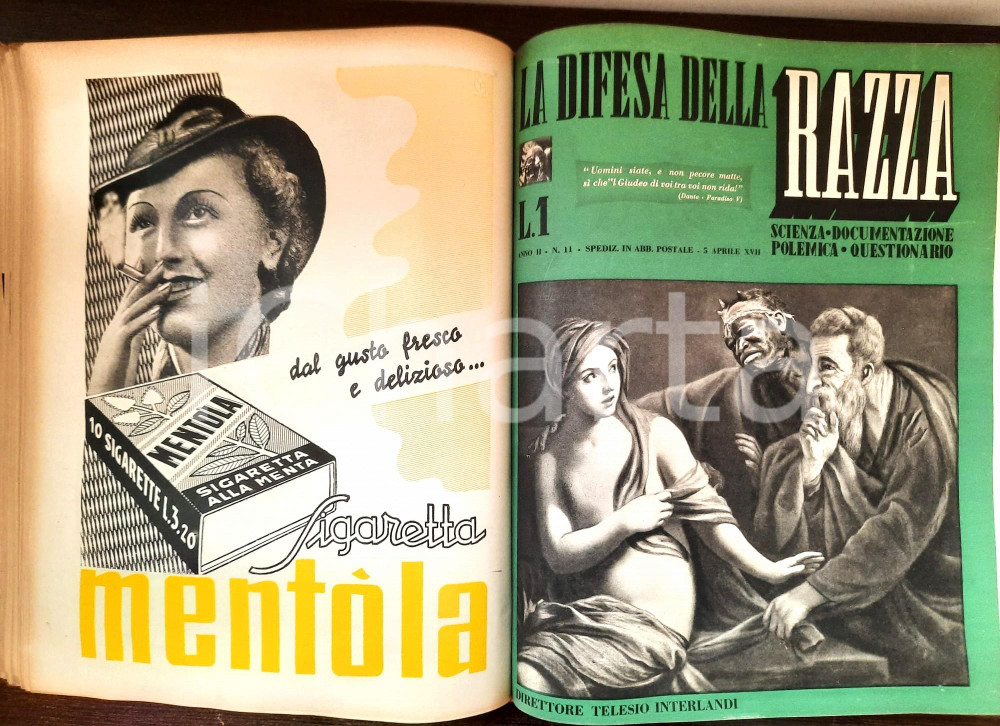 dal gusto fresco
e delizioso...
MENTÒLA
10 SIGARETTE L.3,20
SIGARETTA
ALLA MENTA
Sigaretta
mentòla
LA DIFESA DELLA
RAZZA
"Uomini siate, e non pecore matte,
sì che 'l Giudeo di voi tra voi non rida!"
(Dante - Paradiso V)
L.1
SCIENZA•DOCUMENTAZIONE
POLEMICA•QUESTIONARIO
ANNO II - N. 11 - SPEDIZ. IN ABB. POSTALE - 5 APRILE XVII
DIRETTORE TELESIO INTERLANDI